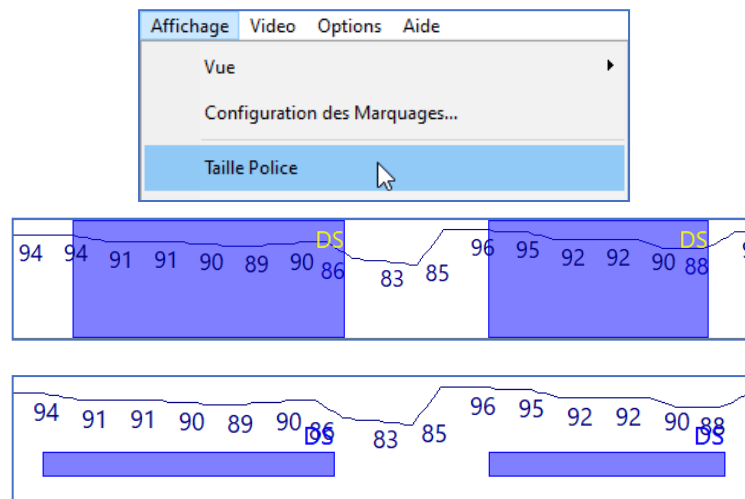 Affichage Video Options Aide
Vue
Configuration des Marquages...
Taille Police
DS DS
94 94 91 91 90 89 90 86 83 85 96 95 92 92 90 88
94 91 91 90 89 90 86 83 85 96 95 92 92 90 88
DS DS